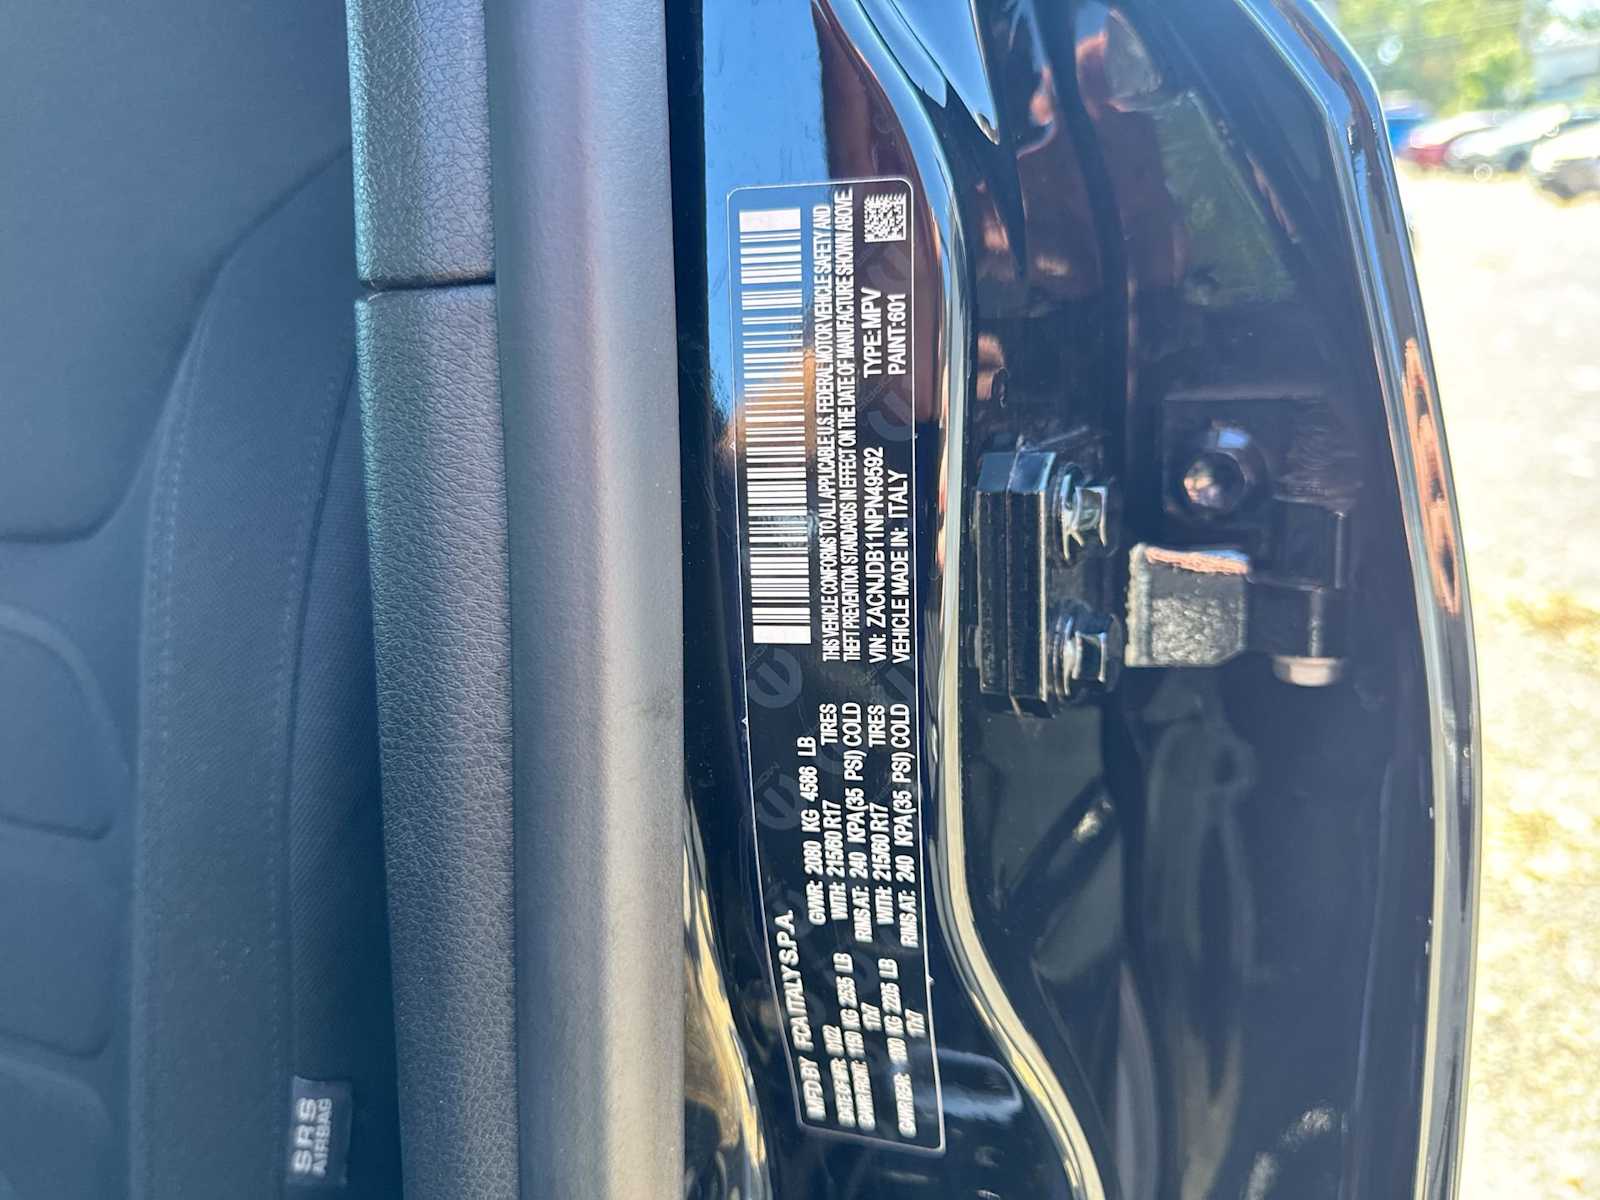 MFD BY FCA ITALY S.P.A.
GVWR: 2080 KG 4586 LB
DATE OF MFR:
WITH: 215/60 R17 TIRES
GAWR FRONT: 1150 KG 2535 LB
RIMS AT: 240 KPA(35 PSI) COLD
17X7
WITH: 215/60 R17 TIRES
GAWR REAR: KG 2205 LB
RIMS AT: 240 KPA(35 PSI) COLD
17X7
THIS VEHICLE CONFORMS TO ALL APPLICABLE U.S. FEDERAL MOTOR VEHICLE SAFETY AND
THEFT PREVENTION STANDARDS IN EFFECT ON THE DATE OF MANUFACTURE SHOWN ABOVE.
VIN: ZACNJDB11NPN49592 TYPE: MPV
VEHICLE MADE IN: ITALY PAINT:601
SRS
AIRBAG